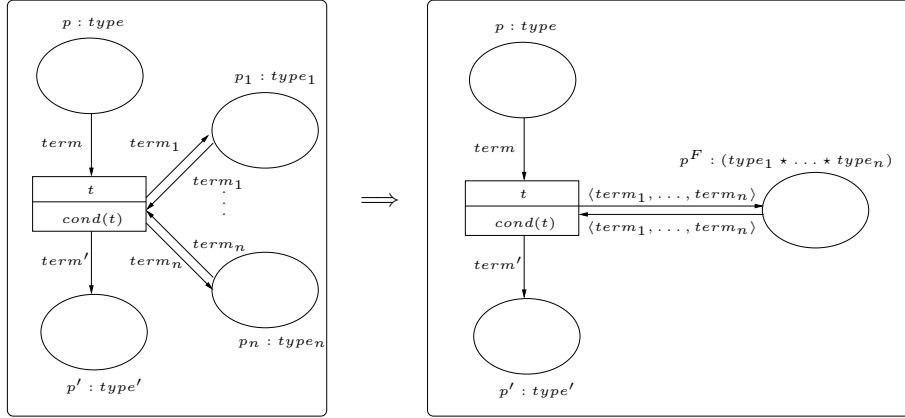 p : type
p₁ : type₁
term
term₁
term₁
t
cond(t)
termₙ
termₙ
term′
pₙ : typeₙ
p′ : type′
⟹
p : type
term
pᶠ : (type₁ ⋆ … ⋆ typeₙ)
t
⟨term₁, …, termₙ⟩
cond(t)
⟨term₁, …, termₙ⟩
term′
p′ : type′